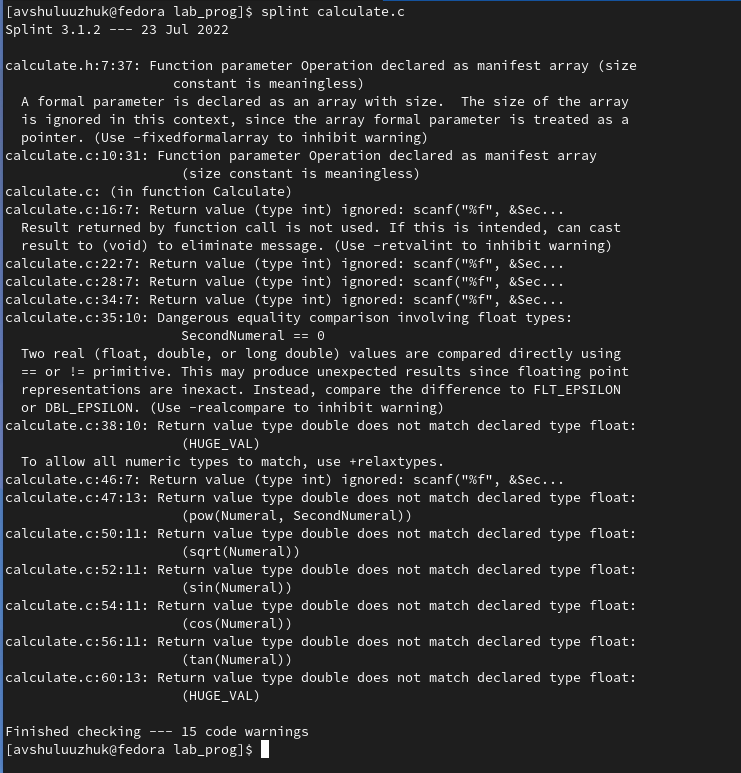 [avshuluuzhuk@fedora lab_prog]$ splint calculate.c
Splint 3.1.2 --- 23 Jul 2022

calculate.h:7:37: Function parameter Operation declared as manifest array (size
                     constant is meaningless)
  A formal parameter is declared as an array with size.  The size of the array
  is ignored in this context, since the array formal parameter is treated as a
  pointer. (Use -fixedformalarray to inhibit warning)
calculate.c:10:31: Function parameter Operation declared as manifest array
                      (size constant is meaningless)
calculate.c: (in function Calculate)
calculate.c:16:7: Return value (type int) ignored: scanf("%f", &Sec...
  Result returned by function call is not used. If this is intended, can cast
  result to (void) to eliminate message. (Use -retvalint to inhibit warning)
calculate.c:22:7: Return value (type int) ignored: scanf("%f", &Sec...
calculate.c:28:7: Return value (type int) ignored: scanf("%f", &Sec...
calculate.c:34:7: Return value (type int) ignored: scanf("%f", &Sec...
calculate.c:35:10: Dangerous equality comparison involving float types:
                      SecondNumeral == 0
  Two real (float, double, or long double) values are compared directly using
  == or != primitive. This may produce unexpected results since floating point
  representations are inexact. Instead, compare the difference to FLT_EPSILON
  or DBL_EPSILON. (Use -realcompare to inhibit warning)
calculate.c:38:10: Return value type double does not match declared type float:
                      (HUGE_VAL)
  To allow all numeric types to match, use +relaxtypes.
calculate.c:46:7: Return value (type int) ignored: scanf("%f", &Sec...
calculate.c:47:13: Return value type double does not match declared type float:
                      (pow(Numeral, SecondNumeral))
calculate.c:50:11: Return value type double does not match declared type float:
                      (sqrt(Numeral))
calculate.c:52:11: Return value type double does not match declared type float:
                      (sin(Numeral))
calculate.c:54:11: Return value type double does not match declared type float:
                      (cos(Numeral))
calculate.c:56:11: Return value type double does not match declared type float:
                      (tan(Numeral))
calculate.c:60:13: Return value type double does not match declared type float:
                      (HUGE_VAL)

Finished checking --- 15 code warnings
[avshuluuzhuk@fedora lab_prog]$